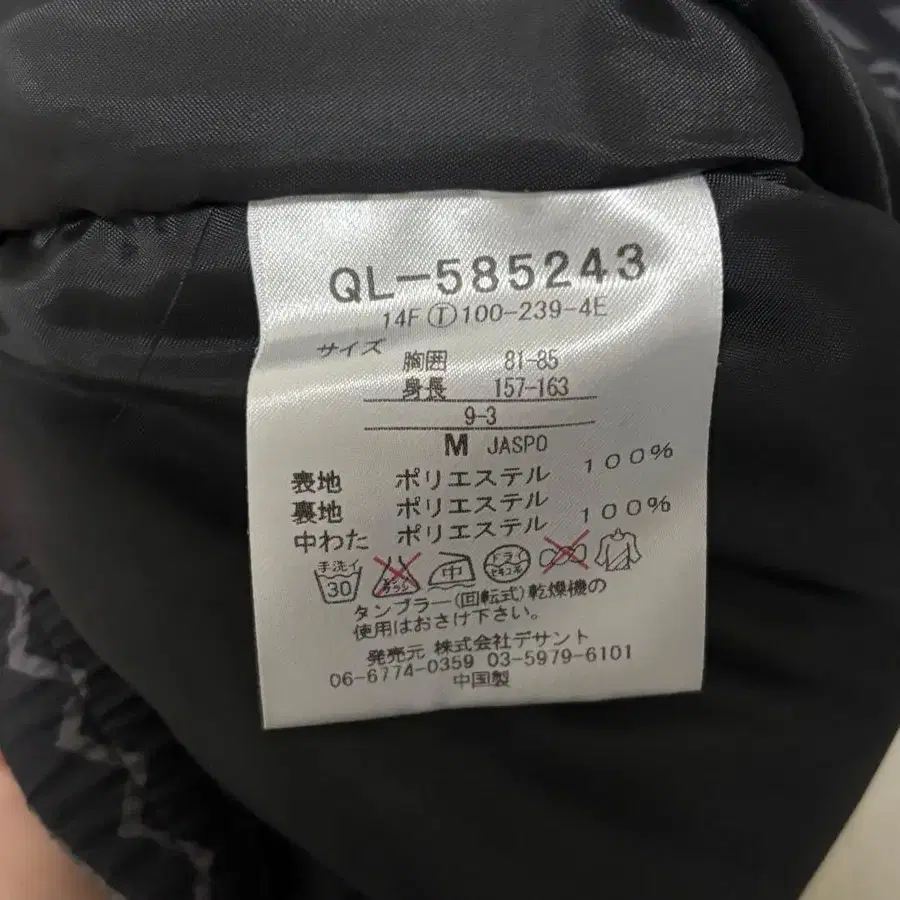 QL-585243
14F Ⓣ100-239-4E
サイズ 胸囲 81-85
身長 157-163
9-3
M JASPO
表地 ポリエステル 100%
裏地 ポリエステル
中わた ポリエステル 100%
手洗イ 30 中 ドライ
タンブラー(回転式)乾燥機の
使用はおさけ下さい。
発売元 株式会社デサント
06-6774-0359 03-5979-6101
中国製